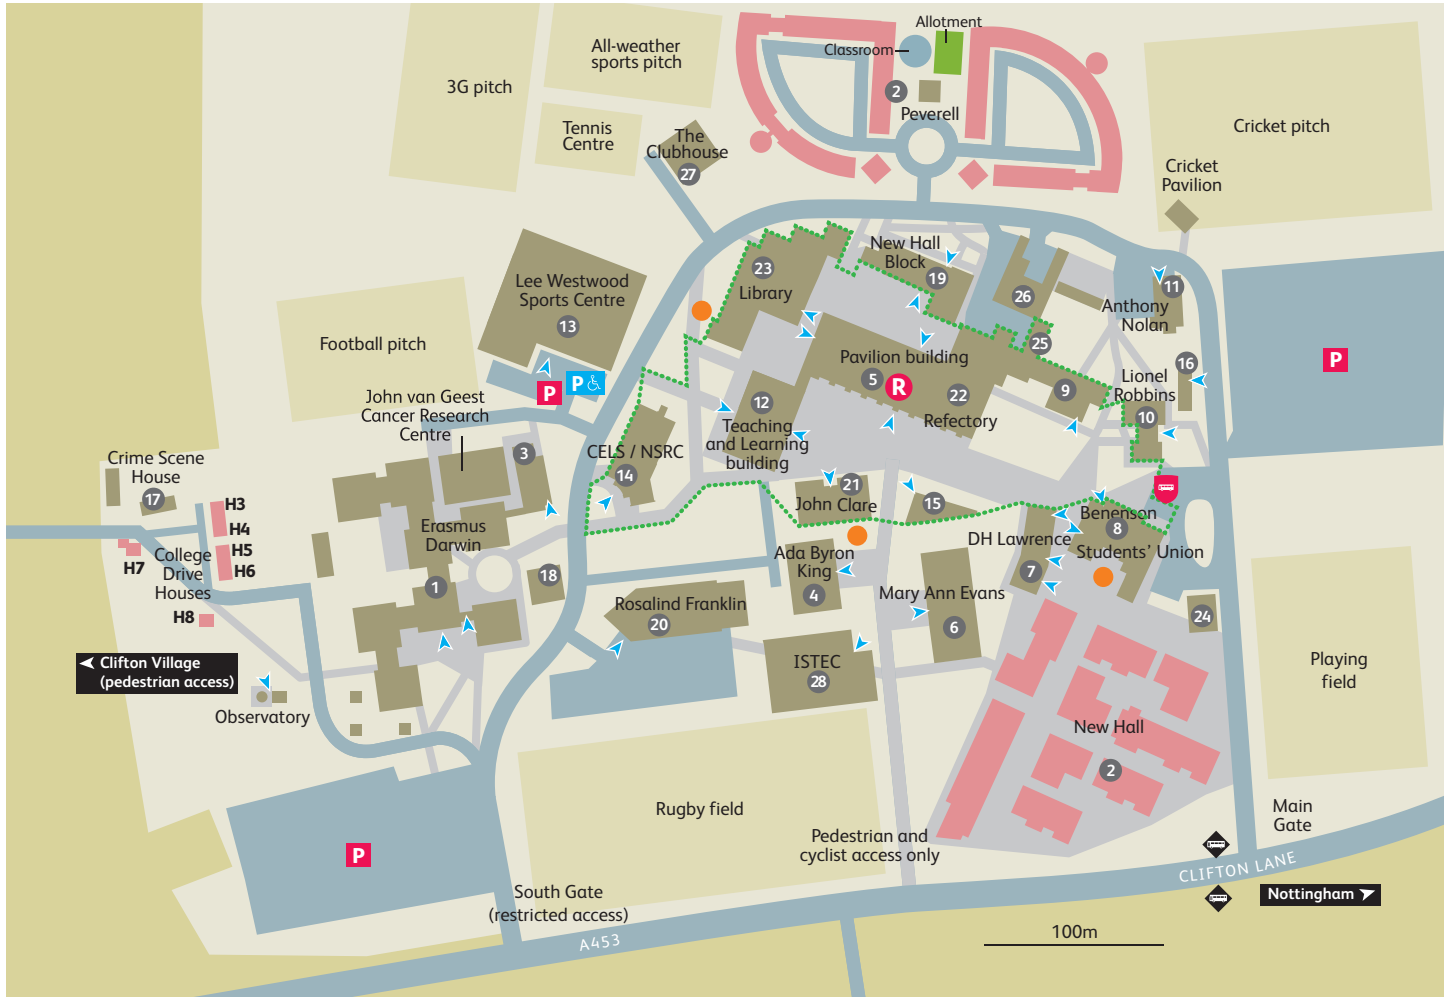 Allotment
Classroom
2
Peverell
All-weather
sports pitch
3G pitch
Tennis
Centre
The
Clubhouse
27
Cricket pitch
Cricket
Pavilion
New Hall
Block
19
23
Library
Lee Westwood
Sports Centre
13
26
11
Anthony
Nolan
25
Football pitch
P
P
P
Pavilion building
5
R
22
Refectory
9
16
Lionel
Robbins
10
John van Geest
Cancer Research
Centre
3
12
Teaching
and Learning
building
CELS / NSRC
14
Crime Scene
House
17
H3
H4
H5
H6
H7
H8
College
Drive
Houses
Erasmus
Darwin
1
18
21
John Clare
15
Benenson
8
Students’ Union
DH Lawrence
7
Ada Byron
King
4
Mary Ann Evans
6
Rosalind Franklin
20
24
ISTEC
28
Clifton Village
(pedestrian access)
Observatory
Playing
field
New Hall
2
Rugby field
Main
Gate
Pedestrian and
cyclist access only
P
South Gate
(restricted access)
CLIFTON LANE
Nottingham
A453
100m